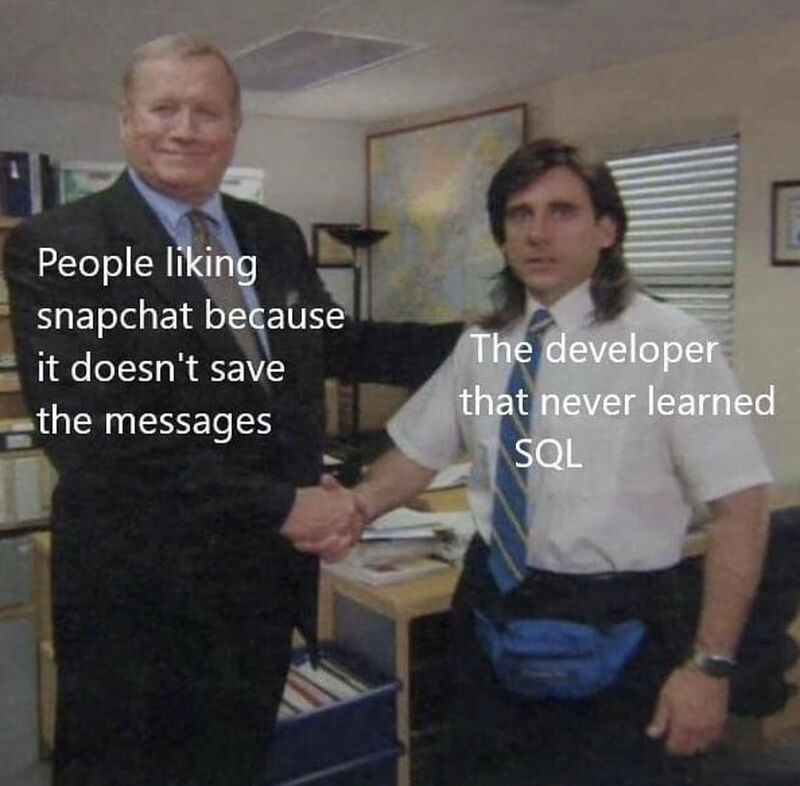 People liking
snapchat because
it doesn't save
the messages
The developer
that never learned
SQL